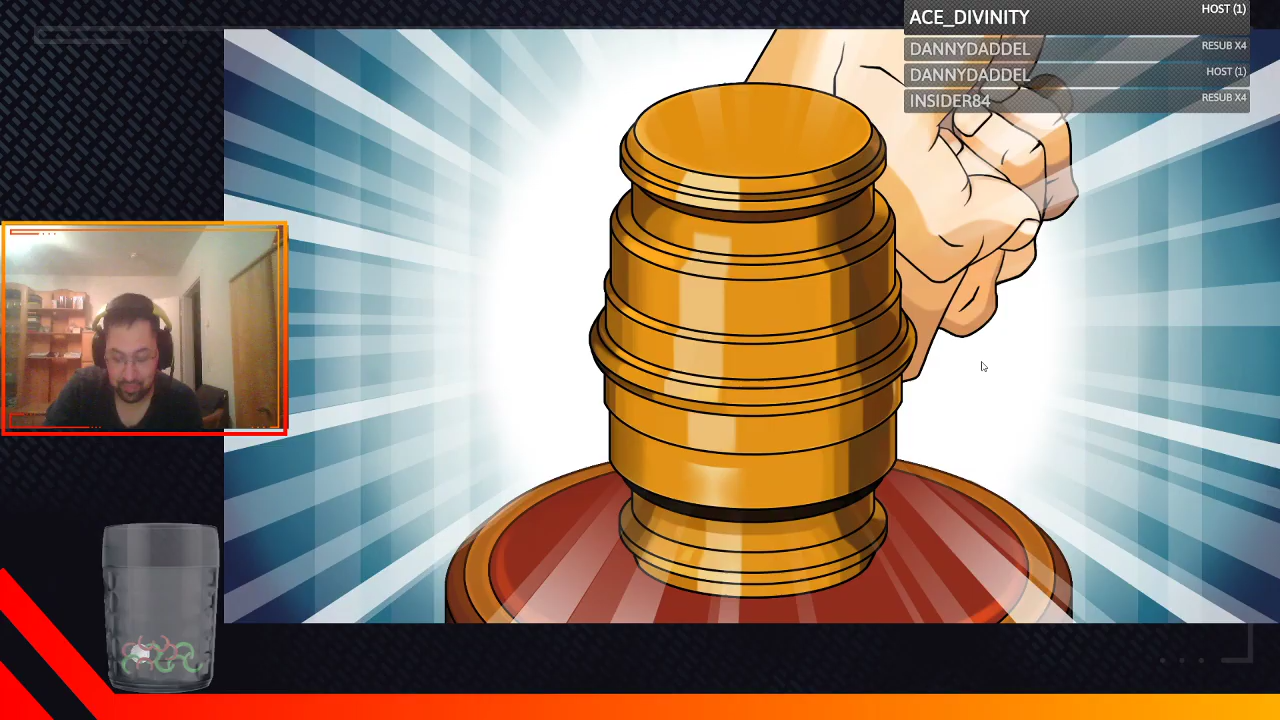 ACE_DIVINITY HOST (1)
DANNYDADDEL RESUB X4
DANNYDADDEL HOST (1)
INSIDER84 RESUB X4